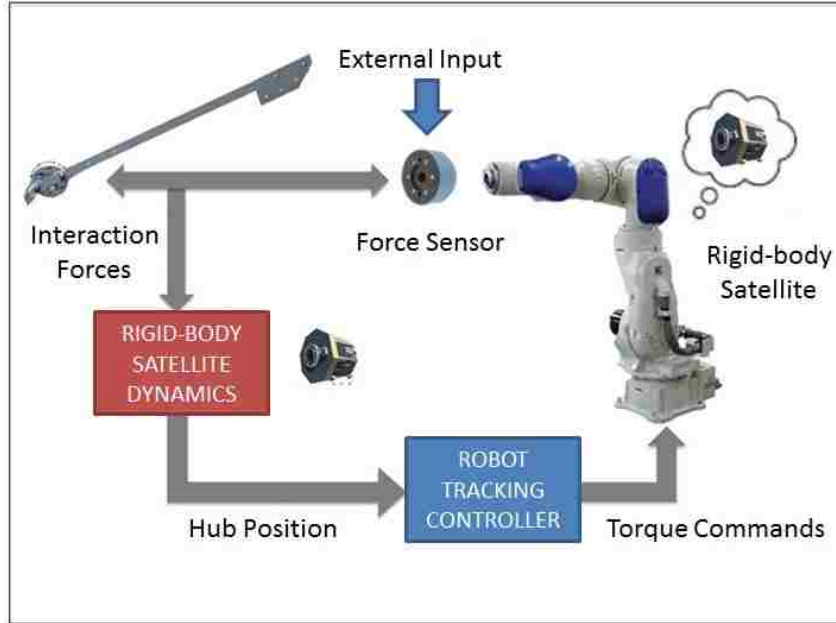 External Input
Interaction
Forces
Force Sensor
Rigid-body
Satellite
RIGID-BODY
SATELLITE
DYNAMICS
ROBOT
TRACKING
CONTROLLER
Hub Position
Torque Commands